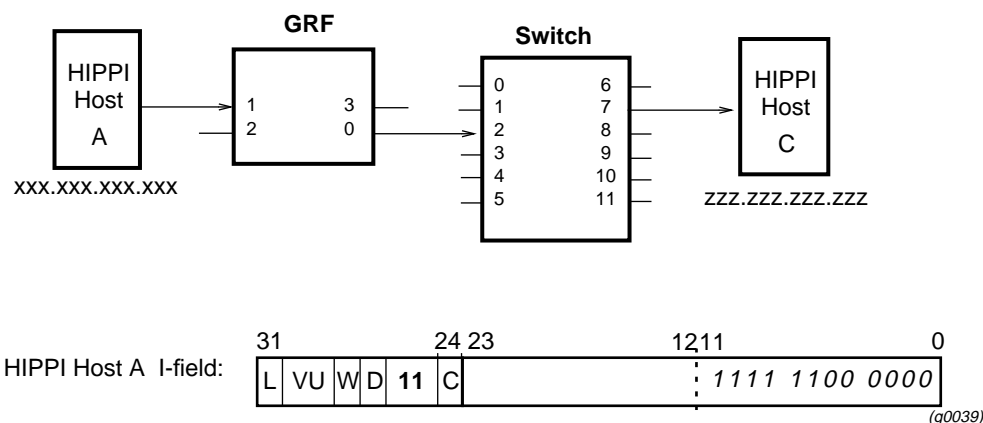 GRF
Switch
HIPPI
Host
A
xxx.xxx.xxx.xxx
1 3
2 0
0 6
1 7
2 8
3 9
4 10
5 11
HIPPI
Host
C
zzz.zzz.zzz.zzz
31 24 23 1211 0
HIPPI Host A I-field: L VU W D 11 C 1111 1100 0000
(g0039)